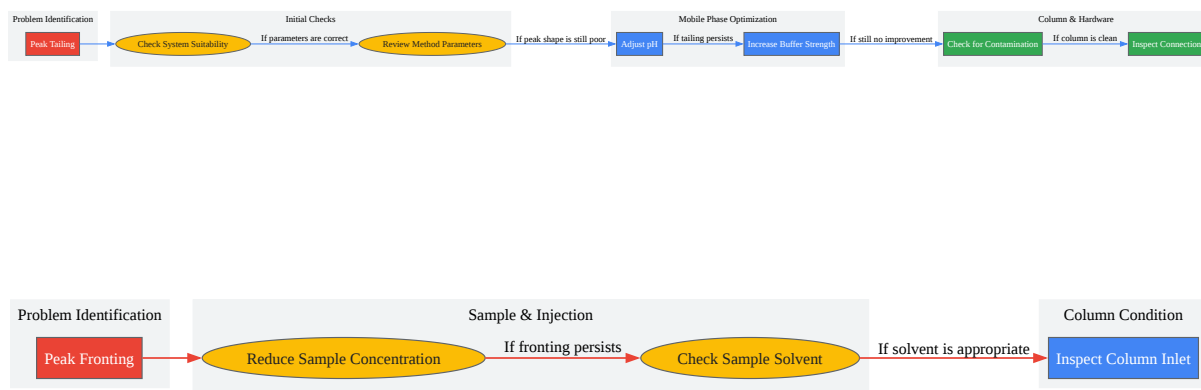 Problem Identification
Initial Checks
Mobile Phase Optimization
Column & Hardware
Peak Tailing
Check System Suitability
If parameters are correct
Review Method Parameters
If peak shape is still poor
Adjust pH
If tailing persists
Increase Buffer Strength
If still no improvement
Check for Contamination
If column is clean
Inspect Connection
Problem Identification
Sample & Injection
Column Condition
Peak Fronting
Reduce Sample Concentration
If fronting persists
Check Sample Solvent
If solvent is appropriate
Inspect Column Inlet